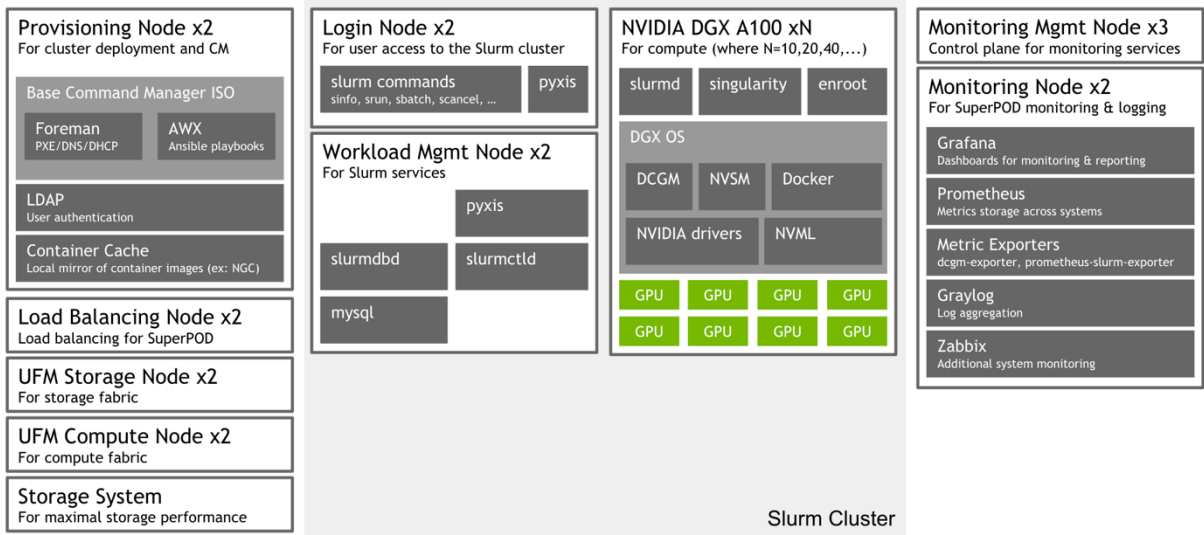 Provisioning Node x2
For cluster deployment and CM
Base Command Manager ISO
Foreman
PXE/DNS/DHCP
AWX
Ansible playbooks
LDAP
User authentication
Container Cache
Local mirror of container images (ex: NGC)
Load Balancing Node x2
Load balancing for SuperPOD
UFM Storage Node x2
For storage fabric
UFM Compute Node x2
For compute fabric
Storage System
For maximal storage performance
Login Node x2
For user access to the Slurm cluster
slurm commands
sinfo, srun, sbatch, scancel, …
pyxis
Workload Mgmt Node x2
For Slurm services
pyxis
slurmdbd
slurmctld
mysql
NVIDIA DGX A100 xN
For compute (where N=10,20,40,...)
slurmd
singularity
enroot
DGX OS
DCGM
NVSM
Docker
NVIDIA drivers
NVML
GPU
GPU
GPU
GPU
GPU
GPU
GPU
GPU
Slurm Cluster
Monitoring Mgmt Node x3
Control plane for monitoring services
Monitoring Node x2
For SuperPOD monitoring & logging
Grafana
Dashboards for monitoring & reporting
Prometheus
Metrics storage across systems
Metric Exporters
dcgm-exporter, prometheus-slurm-exporter
Graylog
Log aggregation
Zabbix
Additional system monitoring